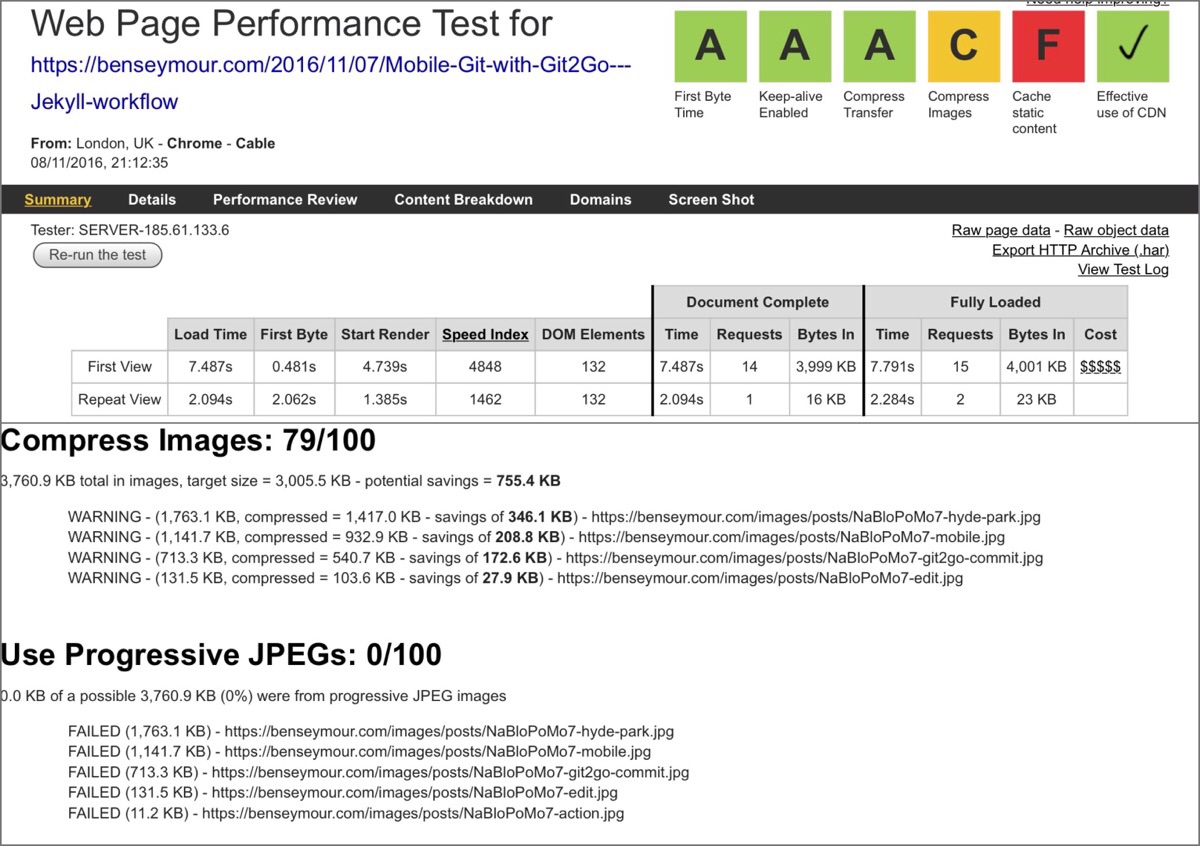 Need help improving?
Web Page Performance Test for
https://benseymour.com/2016/11/07/Mobile-Git-with-Git2Go---
Jekyll-workflow
From: London, UK - Chrome - Cable
08/11/2016, 21:12:35
A A A C F ✓
First Byte Time
Keep-alive Enabled
Compress Transfer
Compress Images
Cache static content
Effective use of CDN
Summary Details Performance Review Content Breakdown Domains Screen Shot
Tester: SERVER-185.61.133.6
Re-run the test
Raw page data - Raw object data
Export HTTP Archive (.har)
View Test Log
Document Complete Fully Loaded
Load Time First Byte Start Render Speed Index DOM Elements Time Requests Bytes In Time Requests Bytes In Cost
First View 7.487s 0.481s 4.739s 4848 132 7.487s 14 3,999 KB 7.791s 15 4,001 KB $$$$$
Repeat View 2.094s 2.062s 1.385s 1462 132 2.094s 1 16 KB 2.284s 2 23 KB
Compress Images: 79/100
3,760.9 KB total in images, target size = 3,005.5 KB - potential savings = 755.4 KB
WARNING - (1,763.1 KB, compressed = 1,417.0 KB - savings of 346.1 KB) - https://benseymour.com/images/posts/NaBloPoMo7-hyde-park.jpg
WARNING - (1,141.7 KB, compressed = 932.9 KB - savings of 208.8 KB) - https://benseymour.com/images/posts/NaBloPoMo7-mobile.jpg
WARNING - (713.3 KB, compressed = 540.7 KB - savings of 172.6 KB) - https://benseymour.com/images/posts/NaBloPoMo7-git2go-commit.jpg
WARNING - (131.5 KB, compressed = 103.6 KB - savings of 27.9 KB) - https://benseymour.com/images/posts/NaBloPoMo7-edit.jpg
Use Progressive JPEGs: 0/100
0.0 KB of a possible 3,760.9 KB (0%) were from progressive JPEG images
FAILED (1,763.1 KB) - https://benseymour.com/images/posts/NaBloPoMo7-hyde-park.jpg
FAILED (1,141.7 KB) - https://benseymour.com/images/posts/NaBloPoMo7-mobile.jpg
FAILED (713.3 KB) - https://benseymour.com/images/posts/NaBloPoMo7-git2go-commit.jpg
FAILED (131.5 KB) - https://benseymour.com/images/posts/NaBloPoMo7-edit.jpg
FAILED (11.2 KB) - https://benseymour.com/images/posts/NaBloPoMo7-action.jpg